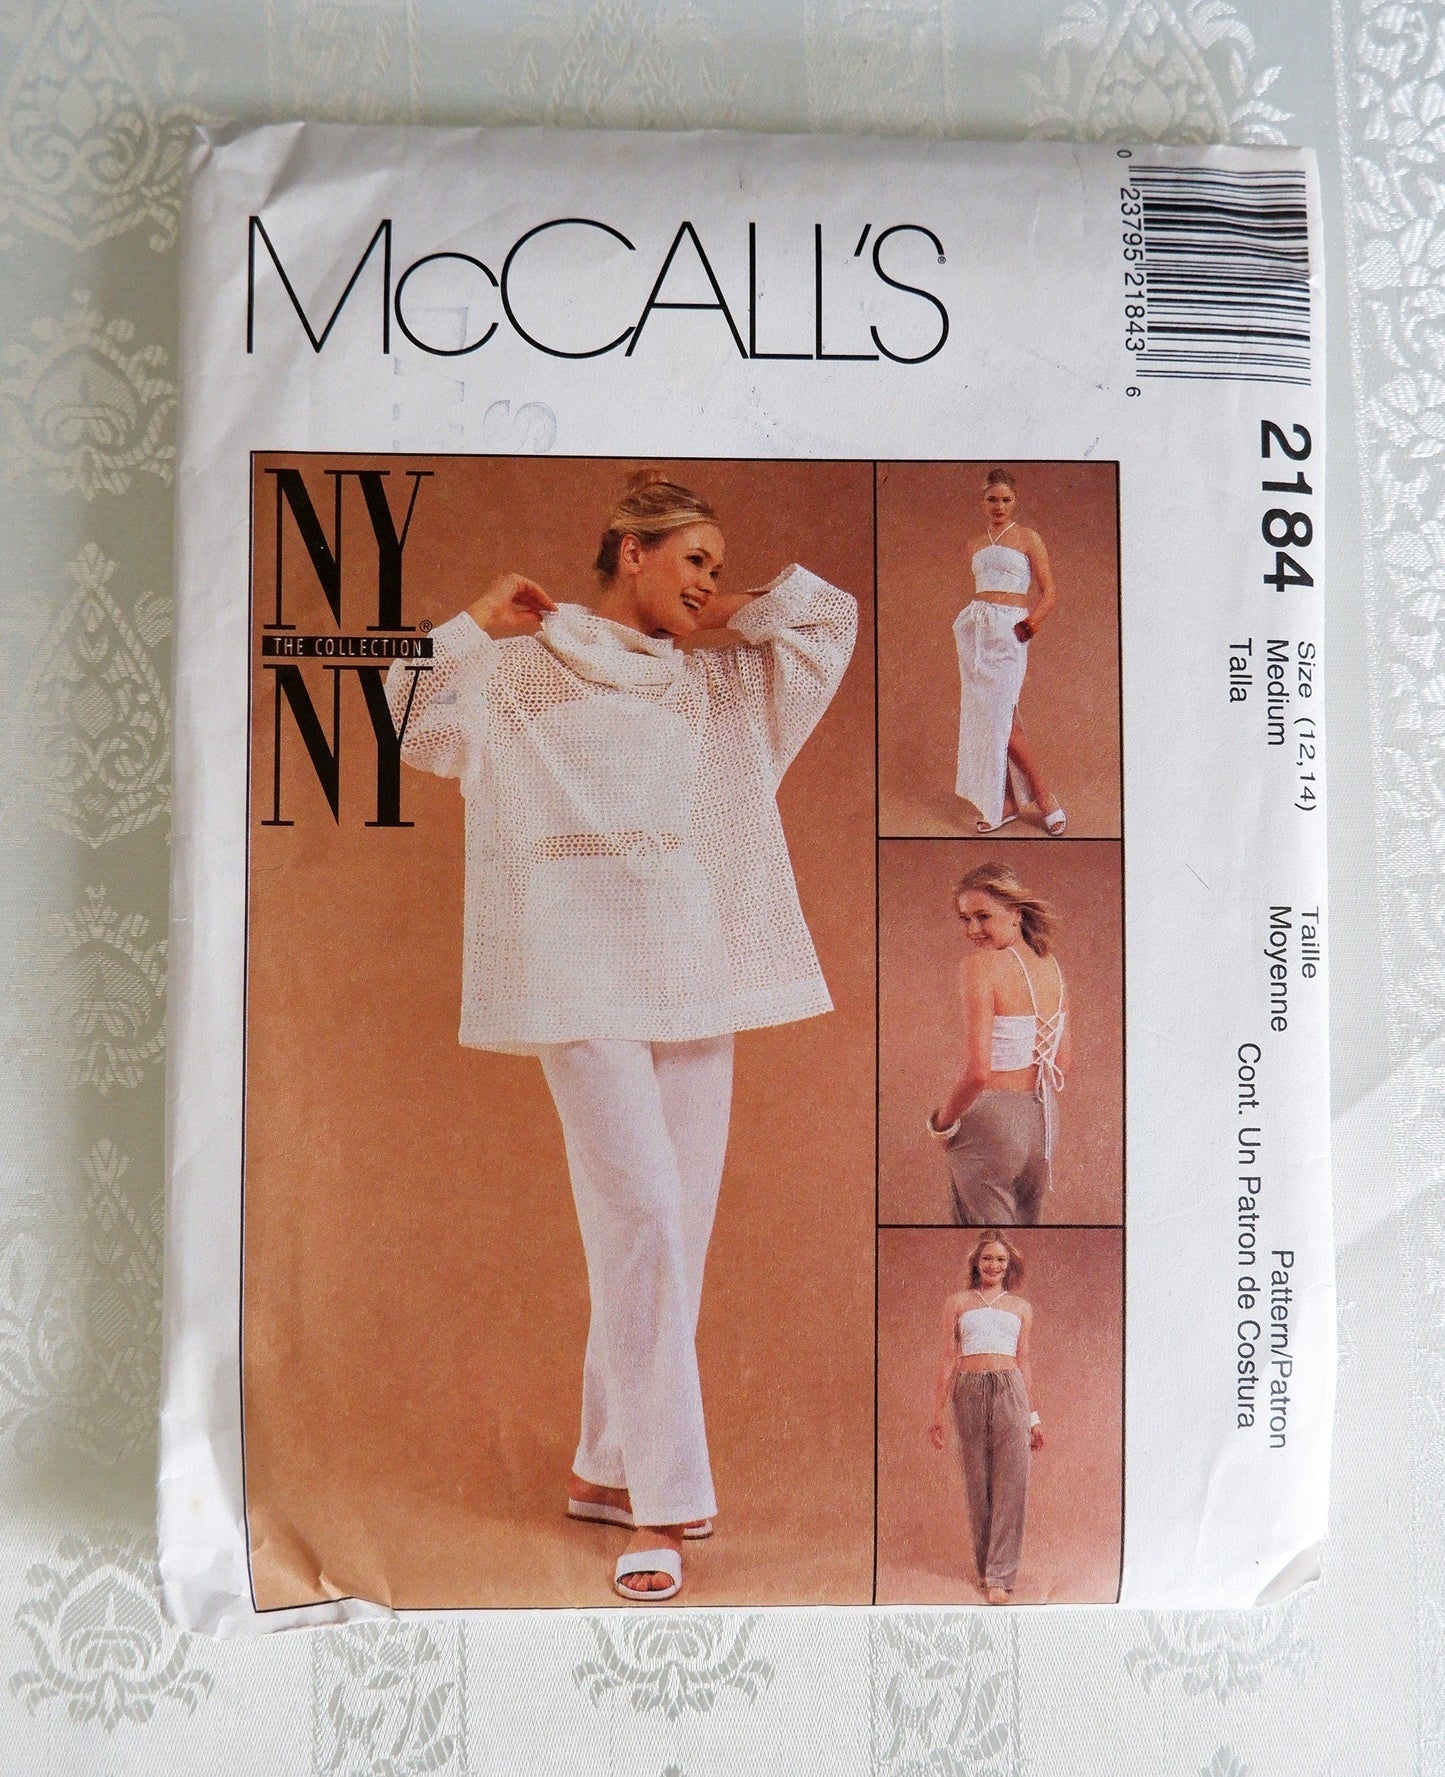 McCALL'S®
0 23795 21843 6
2184
NY
THE COLLECTION®
NY
Size (12,14)
Medium
Talla
Taille
Moyenne
Pattern/Patron
Cont. Un Patron de Costura